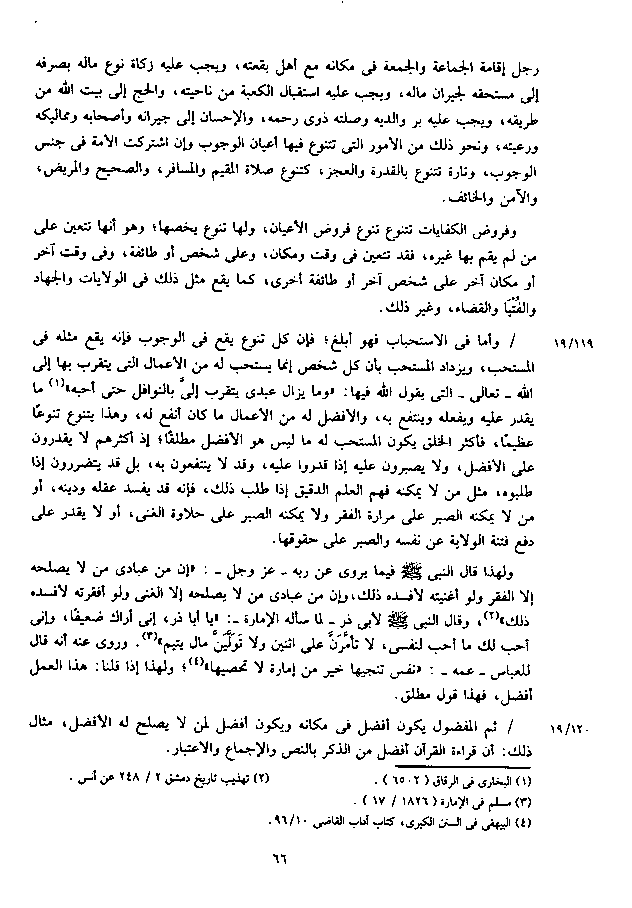 رجل إقامة الجماعة والجمعة فى مكانه مع أهل بقعته، ويجب عليه زكاة نوع ماله بصرفه
إلى مستحقه لجيران ماله، ويجب عليه استقبال الكعبة من ناحيته، والحج إلى بيت الله من
طريقه، ويجب عليه بر والديه وصلته ذوى رحمه، والإحسان إلى جيرانه وأصحابه ومماليكه
ورعيته، ونحو ذلك من الأمور التى تتنوع فيها أعيان الوجوب وإن اشتركت الأمة فى جنس
الوجوب، وتارة تتنوع بالقدرة والعجز، كتنوع صلاة المقيم والمسافر، والصحيح والمريض،
والآمن والخائف.
وفروض الكفايات تتنوع تنوع فروض الأعيان، ولها تنوع يخصها؛ وهو أنها تتعين على
من لم يقم بها غيره، فقد تتعين فى وقت ومكان، وعلى شخص أو طائفة، وفى وقت آخر
أو مكان آخر على شخص آخر أو طائفة أخرى، كما يقع مثل ذلك فى الولايات والجهاد
والفُتْيَا والقضاء، وغير ذلك.
١٩/١١٩ / وأما فى الاستحباب فهو أبلغ؛ فإن كل تنوع يقع فى الوجوب فإنه يقع مثله فى
المستحب، ويزداد المستحب بأن كل شخص إنما يستحب له من الأعمال التى يتقرب بها إلى
الله ـ تعالى ـ التى يقول الله فيها: «وما يزال عبدى يتقرب إلىَّ بالنوافل حتى أحبه»(١) ما
يقدر عليه ويفعله وينتفع به، والأفضل له من الأعمال ما كان أنفع له، وهذا يتنوع تنوعًا
عظيمًا، فأكثر الخلق يكون المستحب له ما ليس هو الأفضل مطلقًا؛ إذ أكثرهم لا يقدرون
على الأفضل، ولا يصبرون عليه إذا قدروا عليه، وقد لا ينتفعون به، بل قد يتضررون إذا
طلبوه، مثل من لا يمكنه فهم العلم الدقيق إذا طلب ذلك، فإنه قد يفسد عقله ودينه، أو
من لا يمكنه الصبر على مرارة الفقر ولا يمكنه الصبر على حلاوة الغنى، أو لا يقدر على
دفع فتنة الولاية عن نفسه والصبر على حقوقها.
ولهذا قال النبى ﷺ فيما يروى عن ربه ـ عز وجل ـ : «إن من عبادى من لا يصلحه
إلا الفقر ولو أغنيته لأفسده ذلك، وإن من عبادى من لا يصلحه إلا الغنى ولو أفقرته لأفسده
ذلك»(٢)، وقال النبى ﷺ لأبى ذر ـ لما سأله الإمارة ـ: «يا أبا ذر، إنى أراك ضعيفًا، وإنى
أحب لك ما أحب لنفسى، لا تأمَّرَنَّ على اثنين ولا تولَّيَنَّ مال يتيم»(٣). وروى عنه أنه قال
للعباس ـ عمه ـ : «نفس تنجيها خير من إمارة لا تحصيها»(٤)؛ ولهذا إذا قلنا: هذا العمل
أفضل، فهذا قول مطلق.
١٩/١٢٠ / ثم المفضول يكون أفضل فى مكانه ويكون أفضل لمن لا يصلح له الأفضل، مثال
ذلك: أن قراءة القرآن أفضل من الذكر بالنص والإجماع والاعتبار.
(١) البخارى فى الرقاق ( ٦٥٠٢ ) . (٢) تهذيب تاريخ دمشق ٢ / ٢٤٨ عن أنس .
(٣) مسلم فى الإمارة ( ١٨٢٦ / ١٧ ) .
(٤) البيهقى فى السنن الكبرى، كتاب آداب القاضى ٩٦/١٠.
٦٦